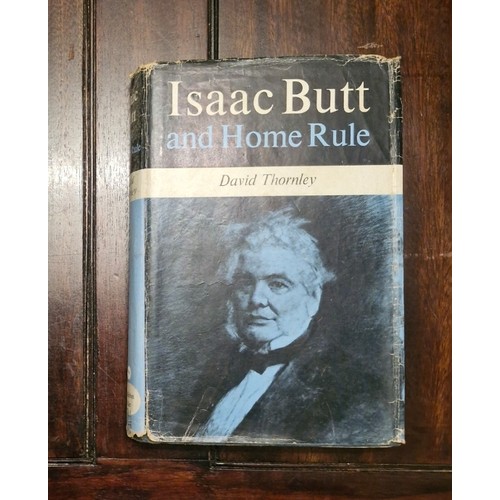 Isaac Butt
and Home Rule
David Thornley